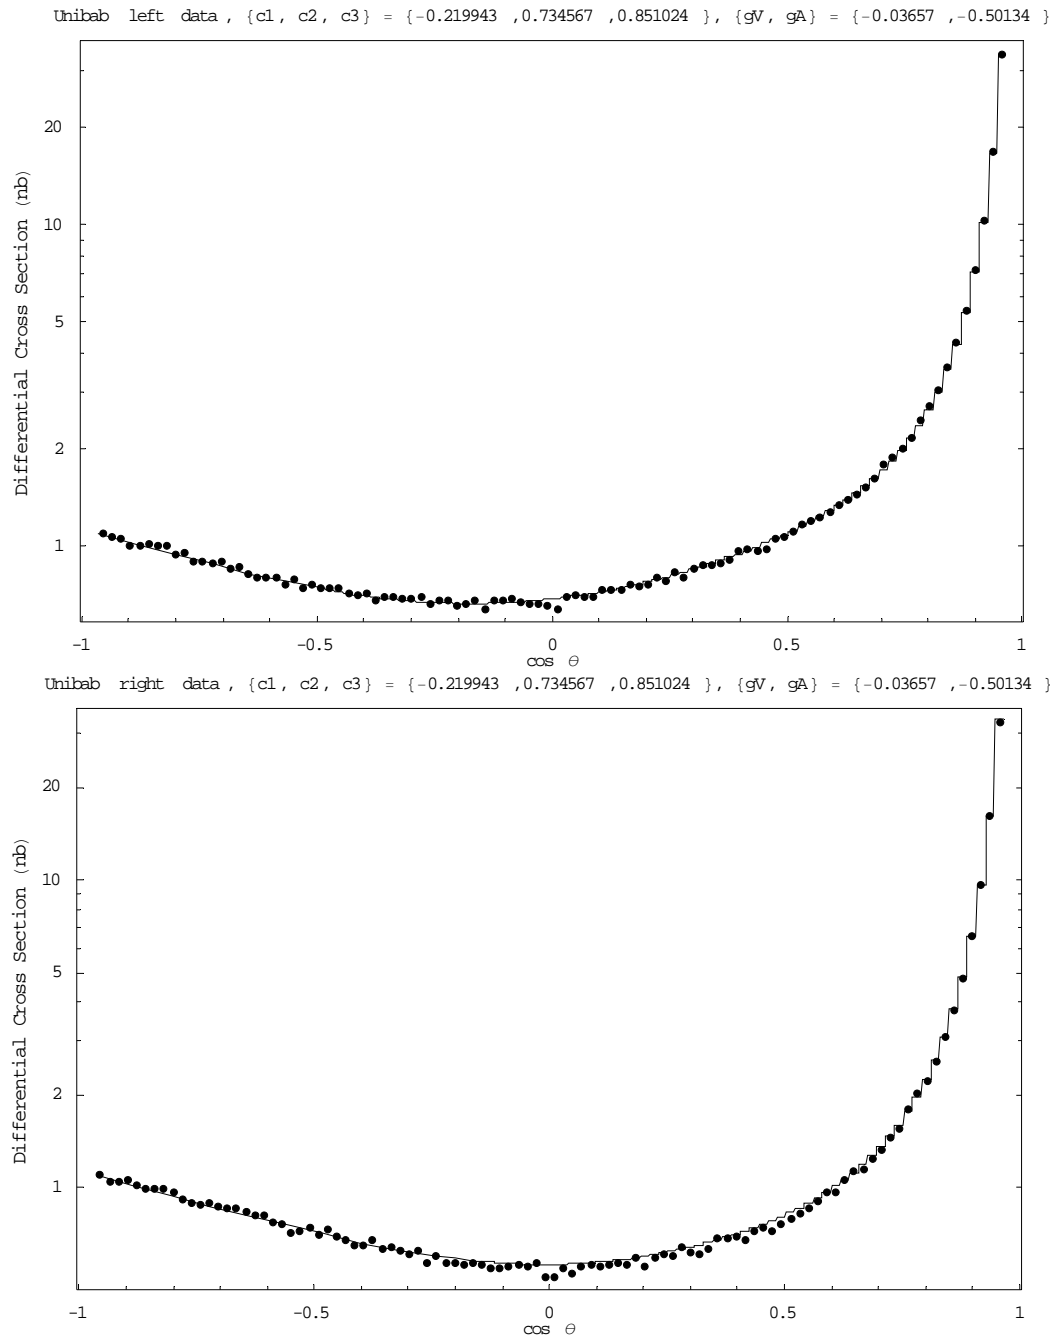 Unibab left data, {c1, c2, c3} = {-0.219943 ,0.734567 ,0.851024 }, {gV, gA} = {-0.03657 ,-0.50134 }
Differential Cross Section (nb)
20
10
5
2
1
-1 -0.5 0 0.5 1
cos θ
Unibab right data, {c1, c2, c3} = {-0.219943 ,0.734567 ,0.851024 }, {gV, gA} = {-0.03657 ,-0.50134 }
Differential Cross Section (nb)
20
10
5
2
1
-1 -0.5 0 0.5 1
cos θ